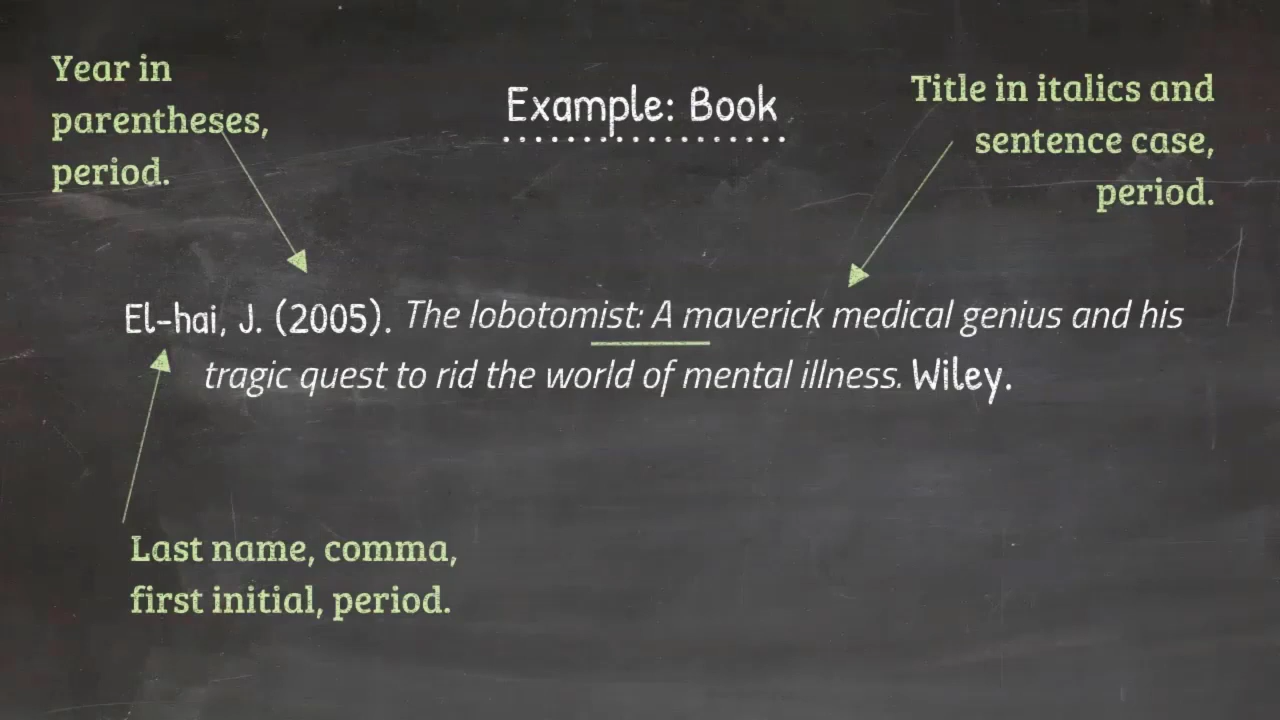 Year in
parentheses,
period.
Example: Book
Title in italics and
sentence case,
period.
El-hai, J. (2005). The lobotomist: A maverick medical genius and his
tragic quest to rid the world of mental illness. Wiley.
Last name, comma,
first initial, period.